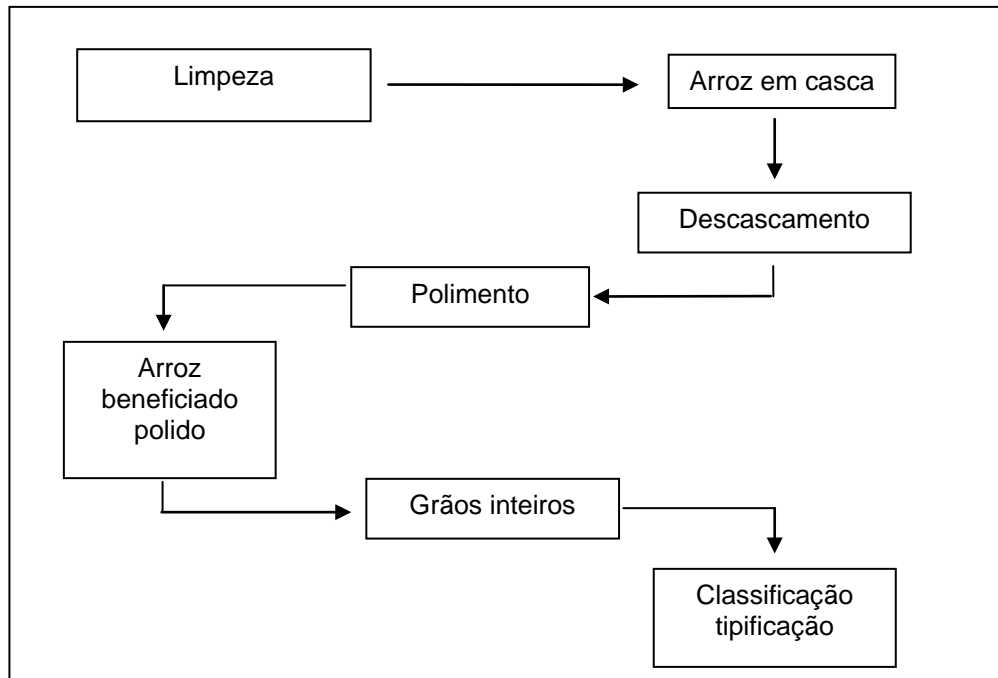 Limpeza
Arroz em casca
Descascamento
Polimento
Arroz
beneficiado
polido
Grãos inteiros
Classificação
tipificação